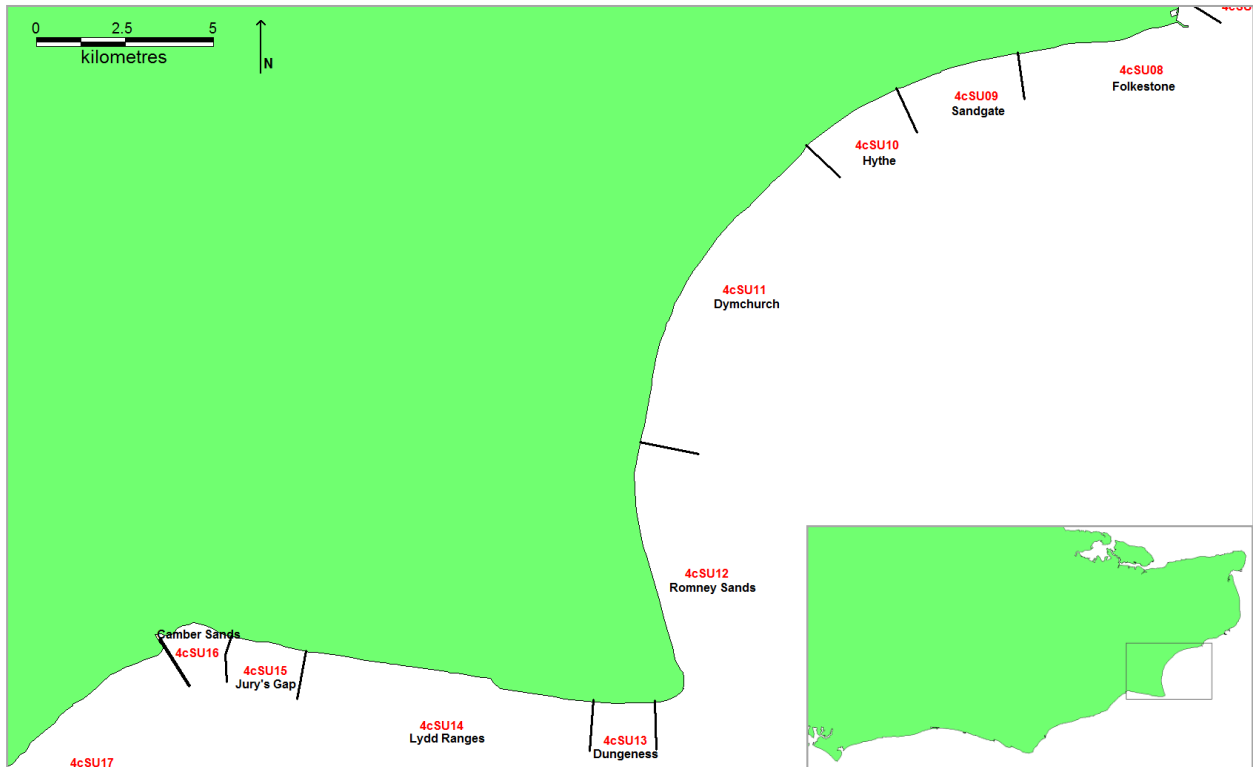 0 2.5 5
kilometres
N
4cSU
4cSU08
Folkestone
4cSU09
Sandgate
4cSU10
Hythe
4cSU11
Dymchurch
4cSU12
Romney Sands
Camber Sands
4cSU16
4cSU15
Jury's Gap
4cSU14
Lydd Ranges
4cSU13
Dungeness
4cSU17